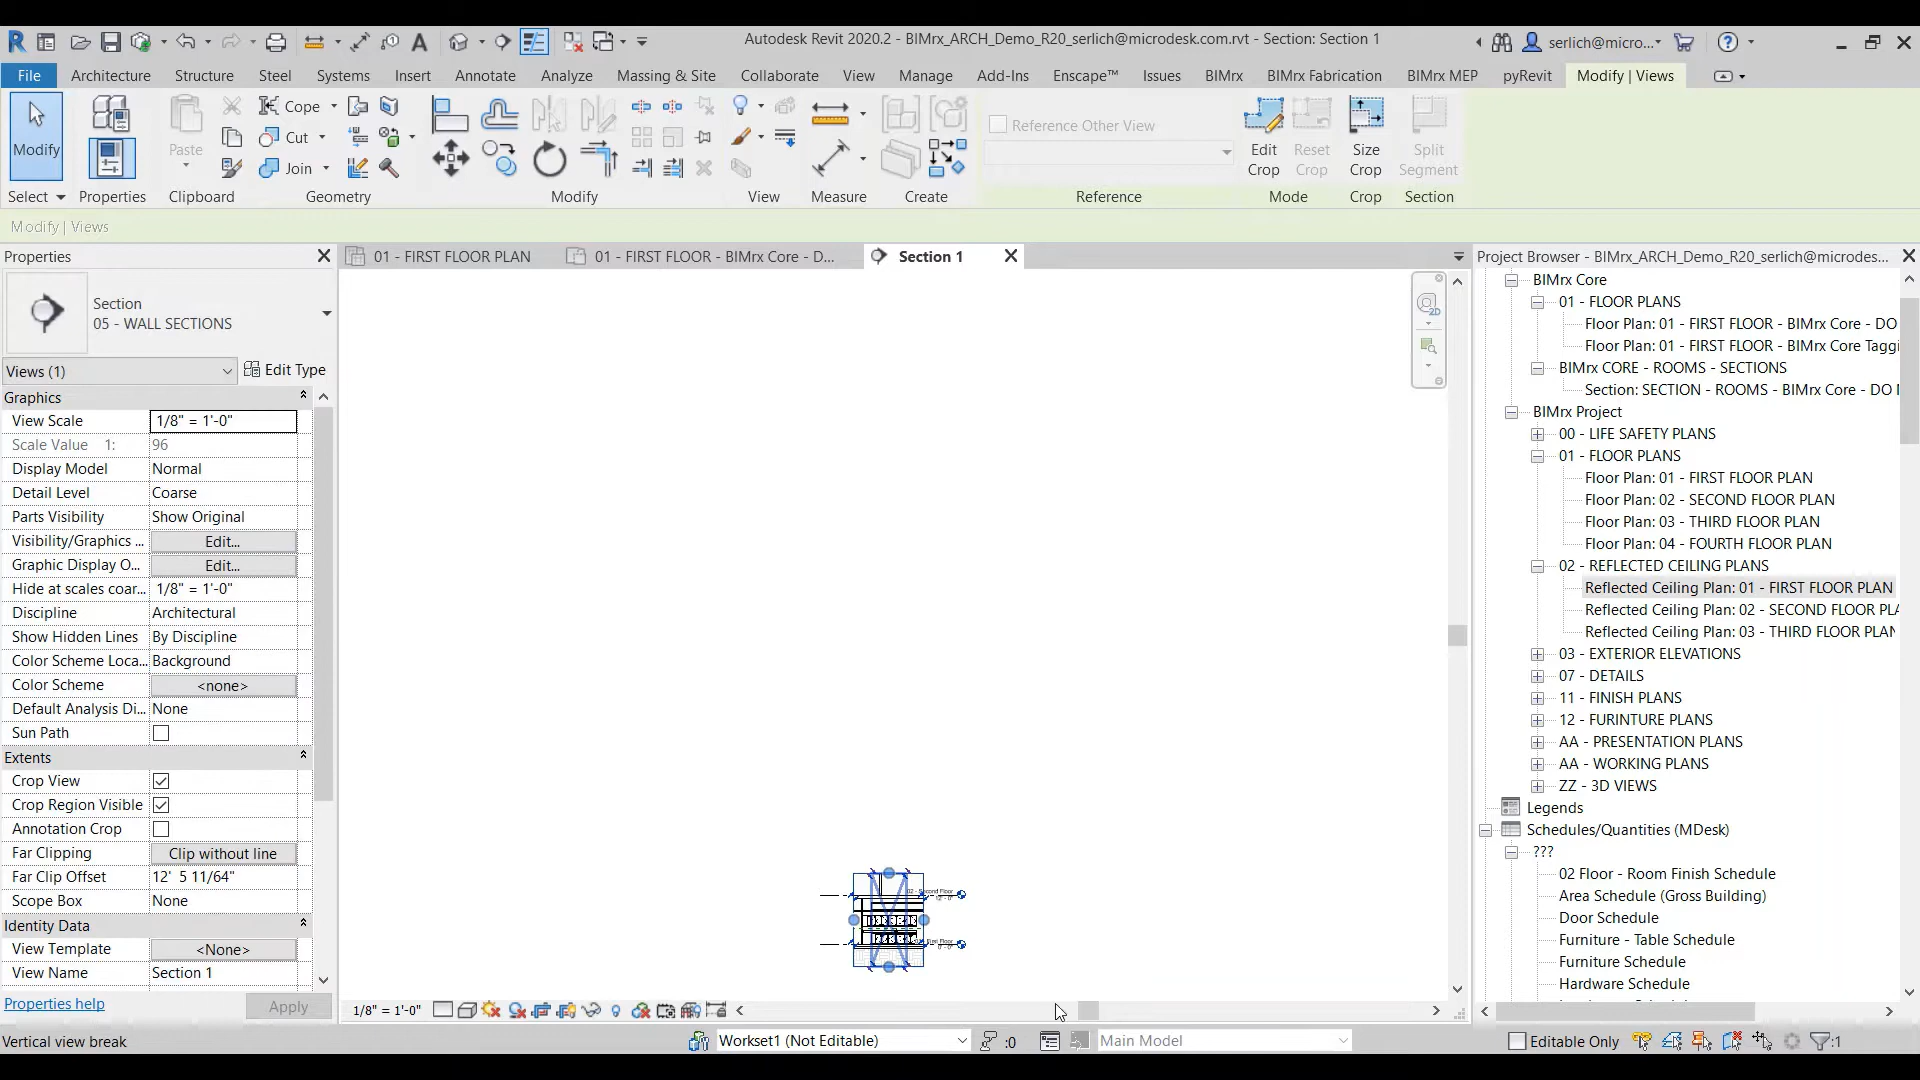 Autodesk Revit 2020.2 - BIMrx_ARCH_Demo_R20_serlich@microdesk.com.rvt - Section: Section 1
serlich@micro...
File Architecture Structure Steel Systems Insert Annotate Analyze Massing & Site Collaborate View Manage Add-Ins Enscape™ Issues BIMrx BIMrx Fabrication BIMrx MEP pyRevit Modify | Views
Modify
Paste
Cope
Cut
Join
Reference Other View
Edit Crop
Reset Crop
Size Crop
Split Segment
Select Properties Clipboard Geometry Modify View Measure Create Reference Mode Crop Section
Modify | Views
Properties
Section
05 - WALL SECTIONS
Views (1)
Edit Type
Graphics
View Scale 1/8" = 1'-0"
Scale Value 1: 96
Display Model Normal
Detail Level Coarse
Parts Visibility Show Original
Visibility/Graphics ... Edit...
Graphic Display O... Edit...
Hide at scales coar... 1/8" = 1'-0"
Discipline Architectural
Show Hidden Lines By Discipline
Color Scheme Loca... Background
Color Scheme <none>
Default Analysis Di... None
Sun Path
Extents
Crop View
Crop Region Visible
Annotation Crop
Far Clipping Clip without line
Far Clip Offset 12' 5 11/64"
Scope Box None
Identity Data
View Template <None>
View Name Section 1
Properties help
Apply
01 - FIRST FLOOR PLAN
01 - FIRST FLOOR - BIMrx Core - D...
Section 1
2D
1/8" = 1'-0"
Project Browser - BIMrx_ARCH_Demo_R20_serlich@microdes...
BIMrx Core
01 - FLOOR PLANS
Floor Plan: 01 - FIRST FLOOR - BIMrx Core - DO
Floor Plan: 01 - FIRST FLOOR - BIMrx Core Taggi
BIMrx CORE - ROOMS - SECTIONS
Section: SECTION - ROOMS - BIMrx Core - DO
BIMrx Project
00 - LIFE SAFETY PLANS
01 - FLOOR PLANS
Floor Plan: 01 - FIRST FLOOR PLAN
Floor Plan: 02 - SECOND FLOOR PLAN
Floor Plan: 03 - THIRD FLOOR PLAN
Floor Plan: 04 - FOURTH FLOOR PLAN
02 - REFLECTED CEILING PLANS
Reflected Ceiling Plan: 01 - FIRST FLOOR PLAN
Reflected Ceiling Plan: 02 - SECOND FLOOR PLA
Reflected Ceiling Plan: 03 - THIRD FLOOR PLAN
03 - EXTERIOR ELEVATIONS
07 - DETAILS
11 - FINISH PLANS
12 - FURINTURE PLANS
AA - PRESENTATION PLANS
AA - WORKING PLANS
ZZ - 3D VIEWS
Legends
Schedules/Quantities (MDesk)
???
02 Floor - Room Finish Schedule
Area Schedule (Gross Building)
Door Schedule
Furniture - Table Schedule
Furniture Schedule
Hardware Schedule
Vertical view break
Workset1 (Not Editable)
:0
Main Model
Editable Only
:1